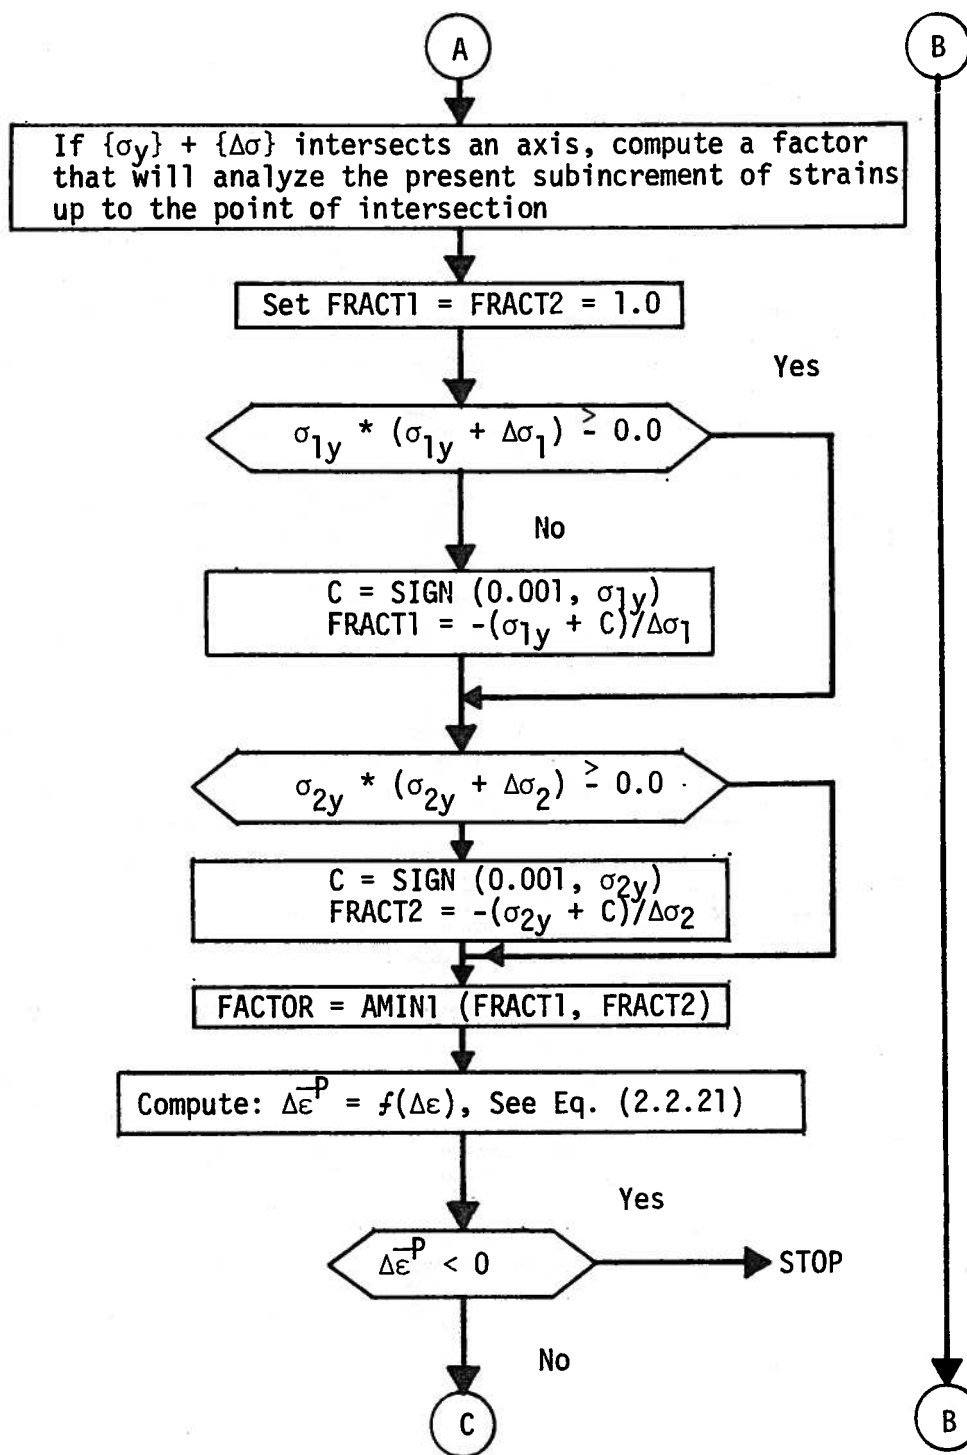 A
B
If {σy} + {Δσ} intersects an axis, compute a factor
that will analyze the present subincrement of strains
up to the point of intersection
Set FRACT1 = FRACT2 = 1.0
Yes
σ1y * (σ1y + Δσ1) ≥ 0.0
No
C = SIGN (0.001, σ1y)
FRACT1 = -(σ1y + C)/Δσ1
σ2y * (σ2y + Δσ2) ≥ 0.0
C = SIGN (0.001, σ2y)
FRACT2 = -(σ2y + C)/Δσ2
FACTOR = AMIN1 (FRACT1, FRACT2)
Compute: Δε̅ᴾ = f(Δε), See Eq. (2.2.21)
Yes
Δε̅ᴾ < 0
STOP
No
C
B